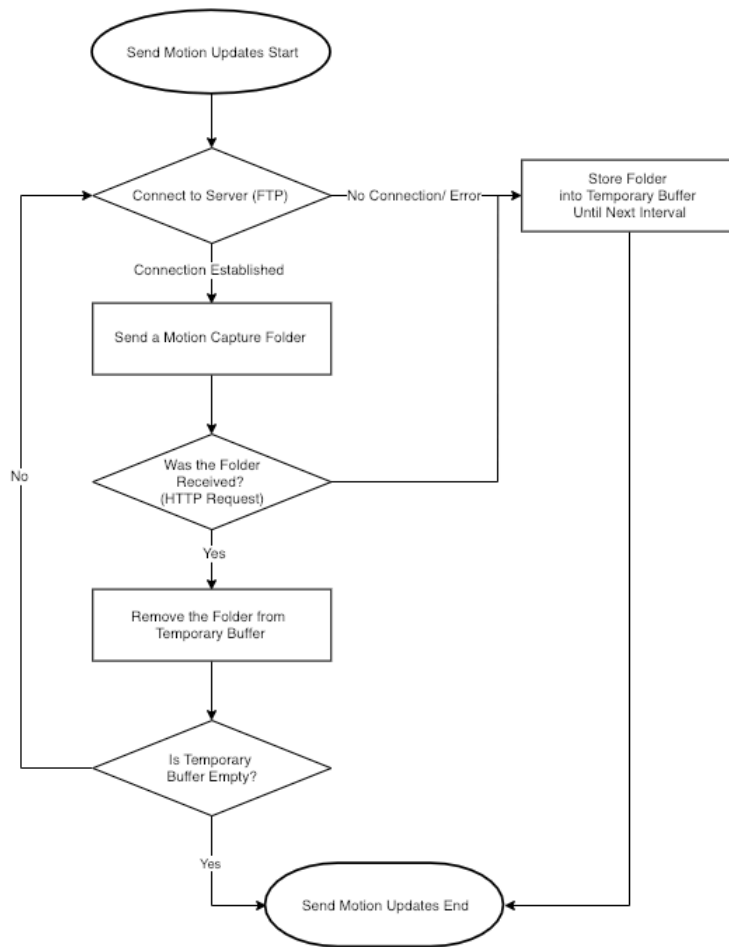 Send Motion Updates Start
Connect to Server (FTP)
No Connection/ Error
Store Folder
into Temporary Buffer
Until Next Interval
Connection Established
Send a Motion Capture Folder
Was the Folder
Received?
(HTTP Request)
No
Yes
Remove the Folder from
Temporary Buffer
Is Temporary
Buffer Empty?
Yes
Send Motion Updates End